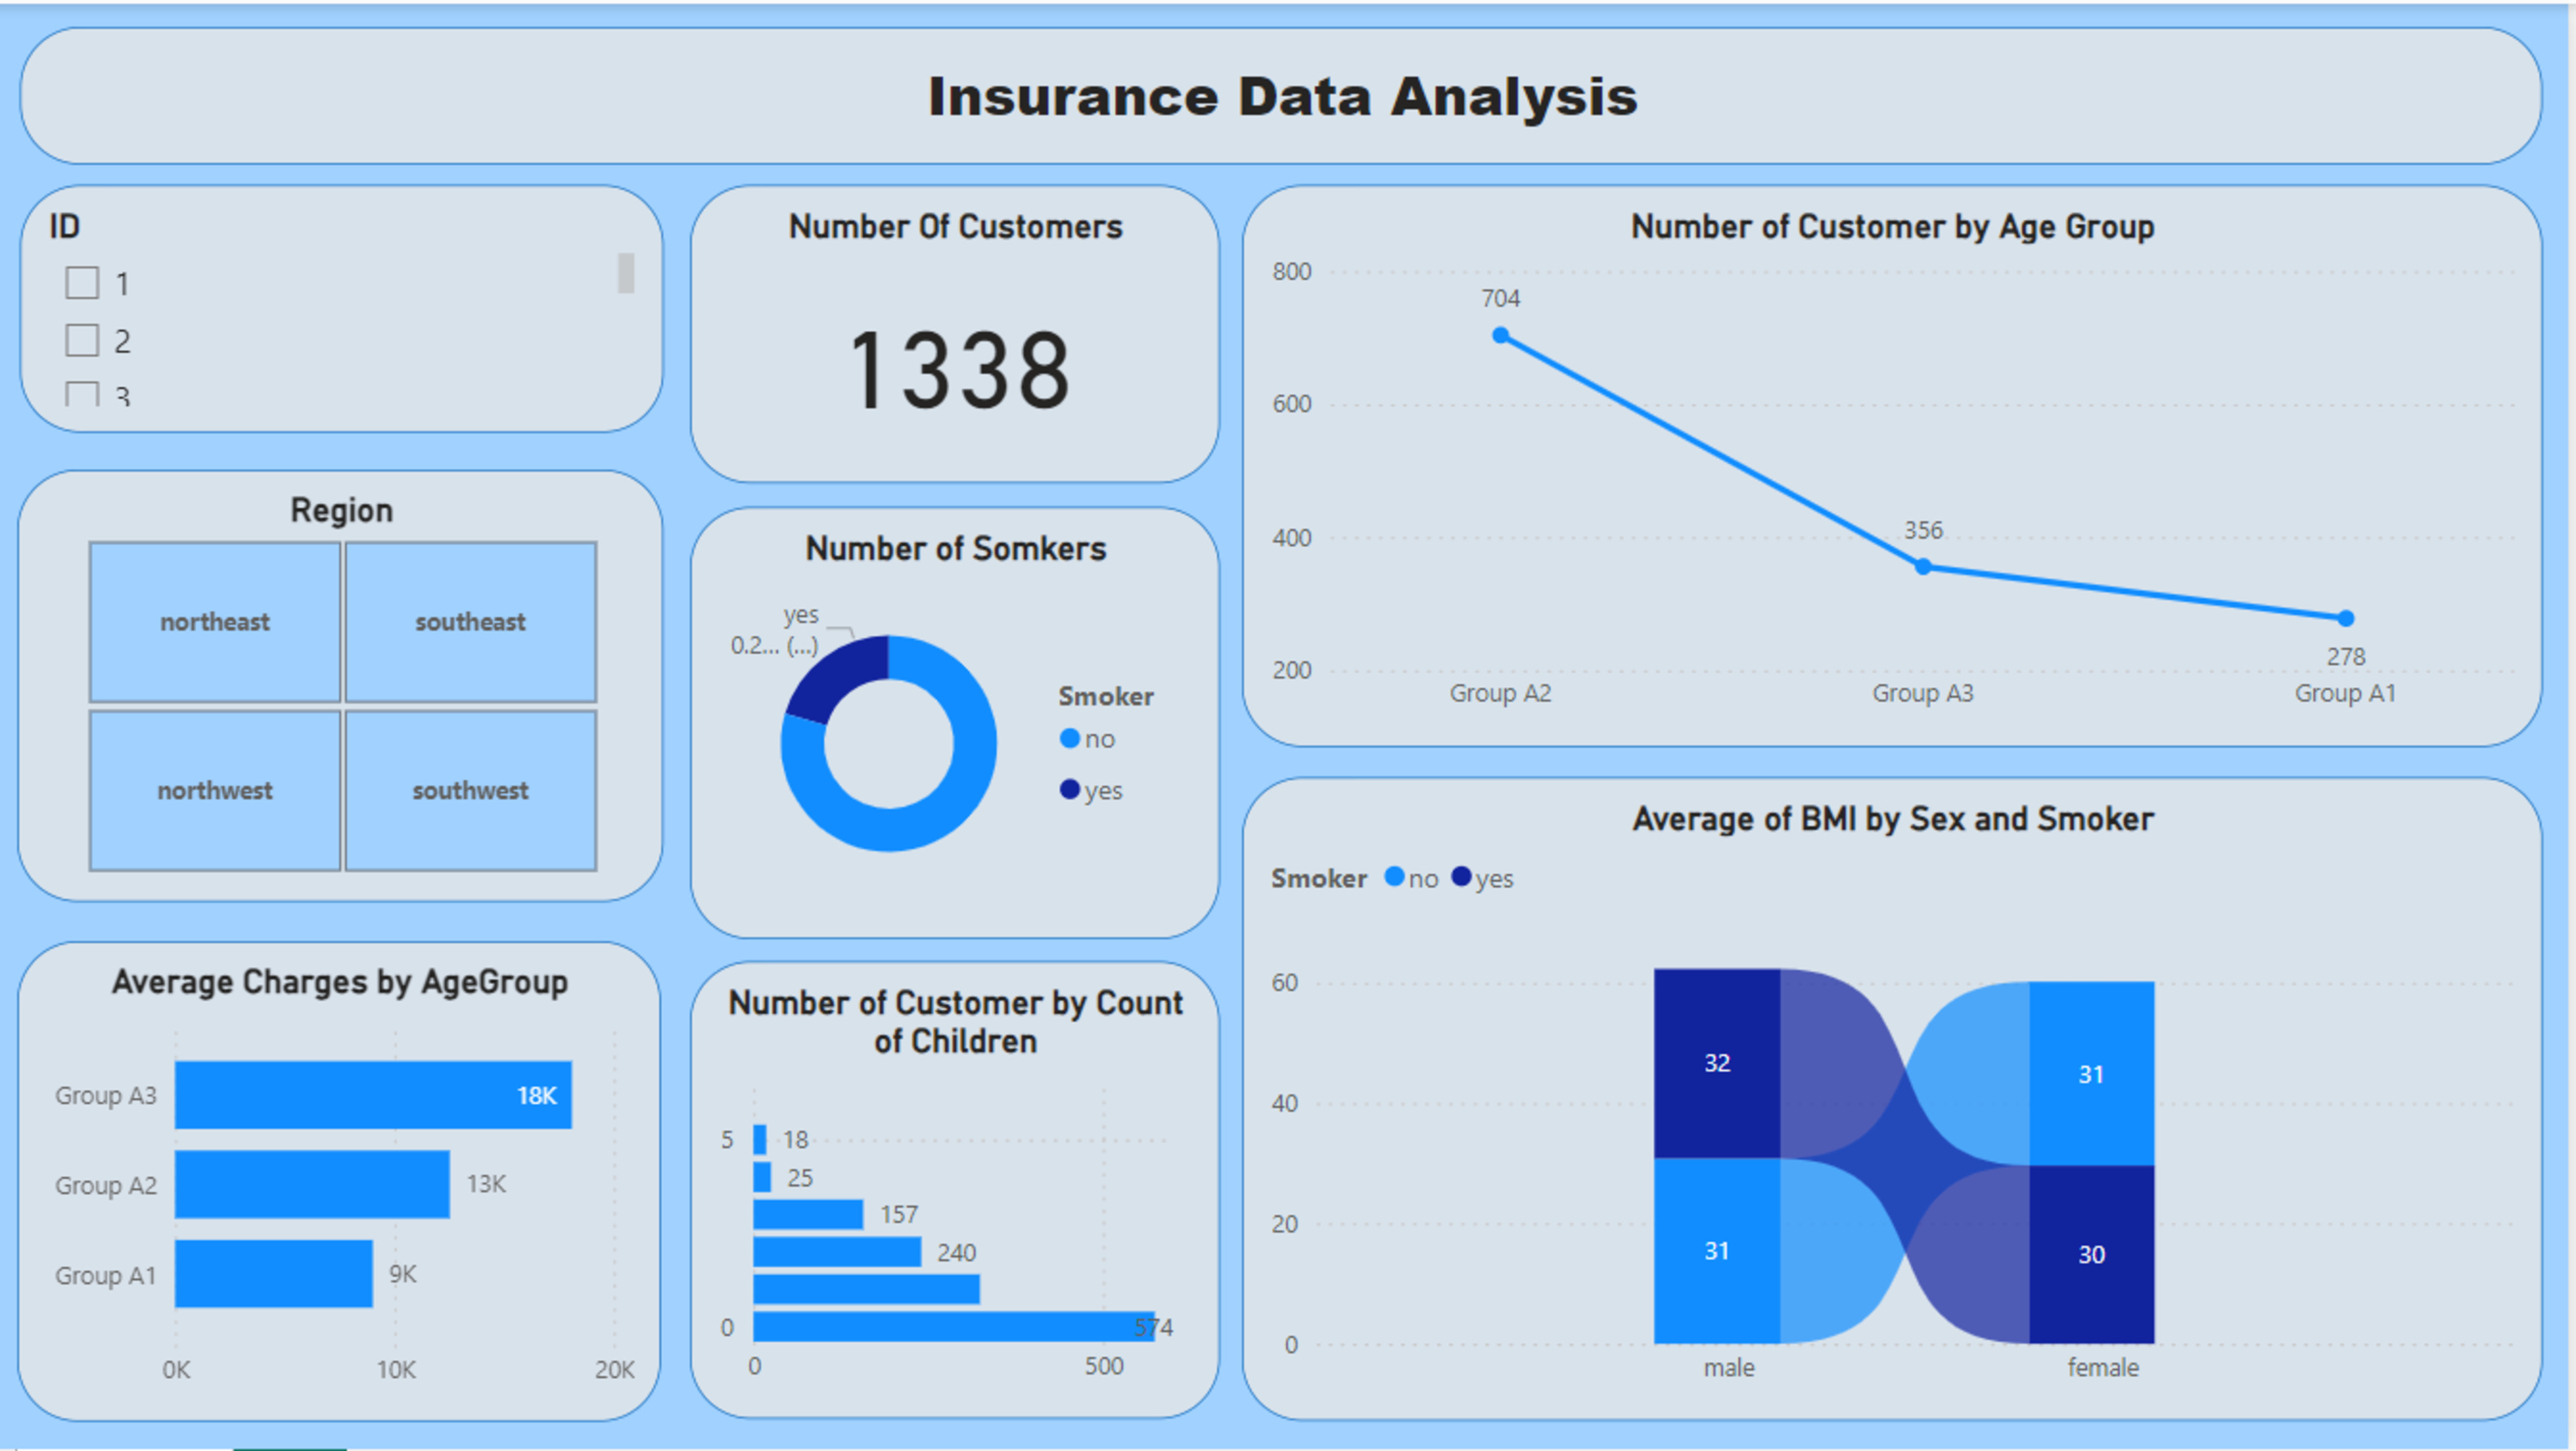 Insurance Data Analysis
ID
1
2
3
Region
northeast
southeast
northwest
southwest
Average Charges by AgeGroup
Group A3
18K
Group A2
13K
Group A1
9K
0K
10K
20K
Number Of Customers
1338
Number of Somkers
yes
0.2... (...)
Smoker
no
yes
Number of Customer by Count
of Children
5
18
25
157
240
0
574
0
500
Number of Customer by Age Group
800
704
600
400
356
278
200
Group A2
Group A3
Group A1
Average of BMI by Sex and Smoker
Smoker no yes
60
40
20
0
32
31
31
30
male
female